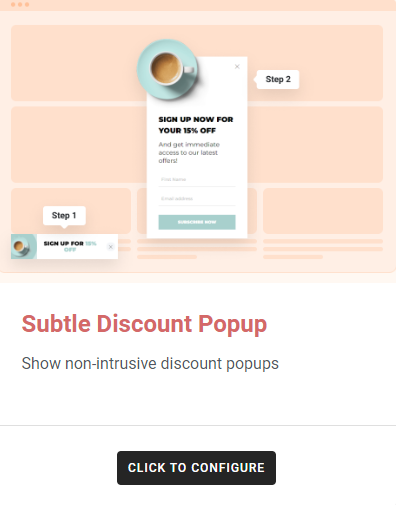 Step 2
SIGN UP NOW FOR
YOUR 15% OFF
And get immediate
access to our latest
offers!
First Name
Email address
SUBSCRIBE NOW
Step 1
SIGN UP FOR 15%
OFF
Subtle Discount Popup
Show non-intrusive discount popups
CLICK TO CONFIGURE